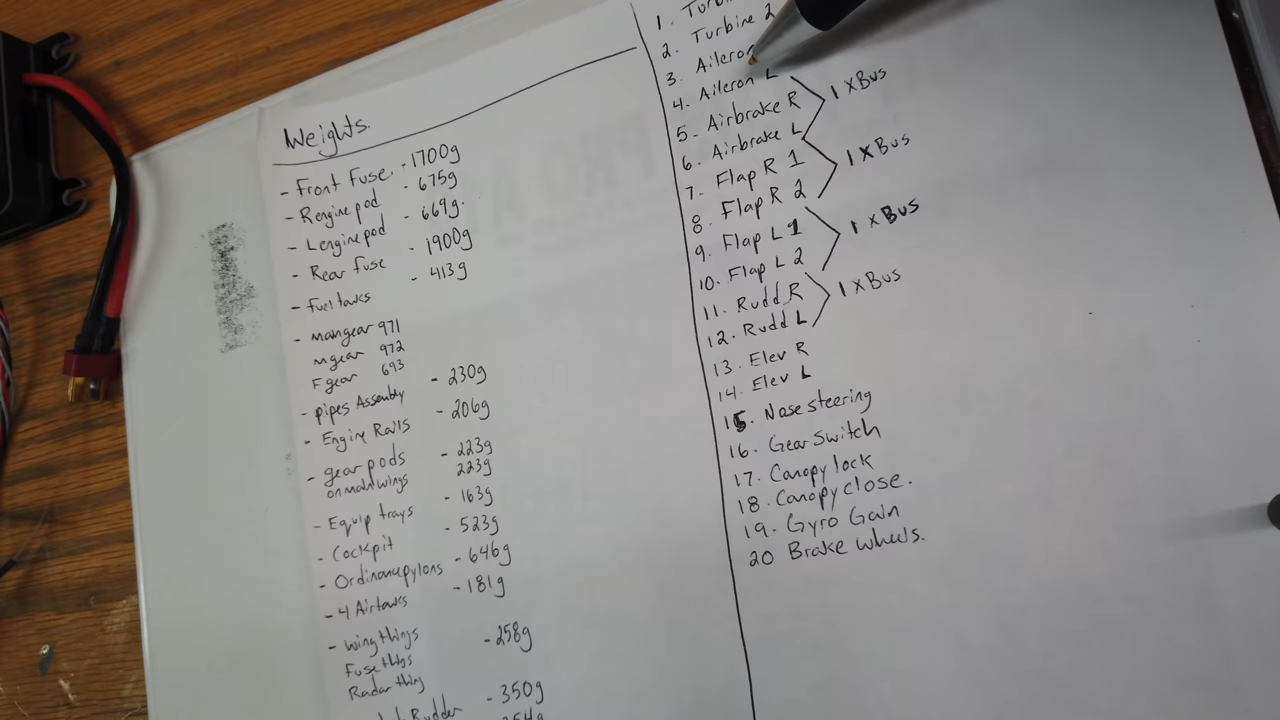 Weights.
- Front Fuse. - 1700g
- Rengine pod - 675g
- Lengine pod - 669g.
- Rear fuse - 1900g
- fuel tanks - 413g
- maingear 971
mgear 972
Fgear 693
- pipes Assembly - 230g
- Engine Rails - 206g
- gear pods - 223g
on main wings 223g
- Equip trays - 163g
- Cockpit - 523g
- Ordinance pylons - 646g
- 4 Airtanks - 181g
- wing things - 258g
Fuse thngs
Radar thing
Rudder - 350g
1. 
2. Turbine 2
3. Aileron
4. Aileron L
5. Airbrake R
6. Airbrake L
7. Flap R 1
8. Flap R 2
9. Flap L 1
10. Flap L 2
11. Rudd R
12. Rudd L
13. Elev R
14. Elev L
15. Nose steering
16. Gear Switch
17. Canopy lock
18. Canopy close.
19. Gyro Gain
20 Brake wheels.
1 x Bus
1 x Bus
1 x Bus
1 x Bus